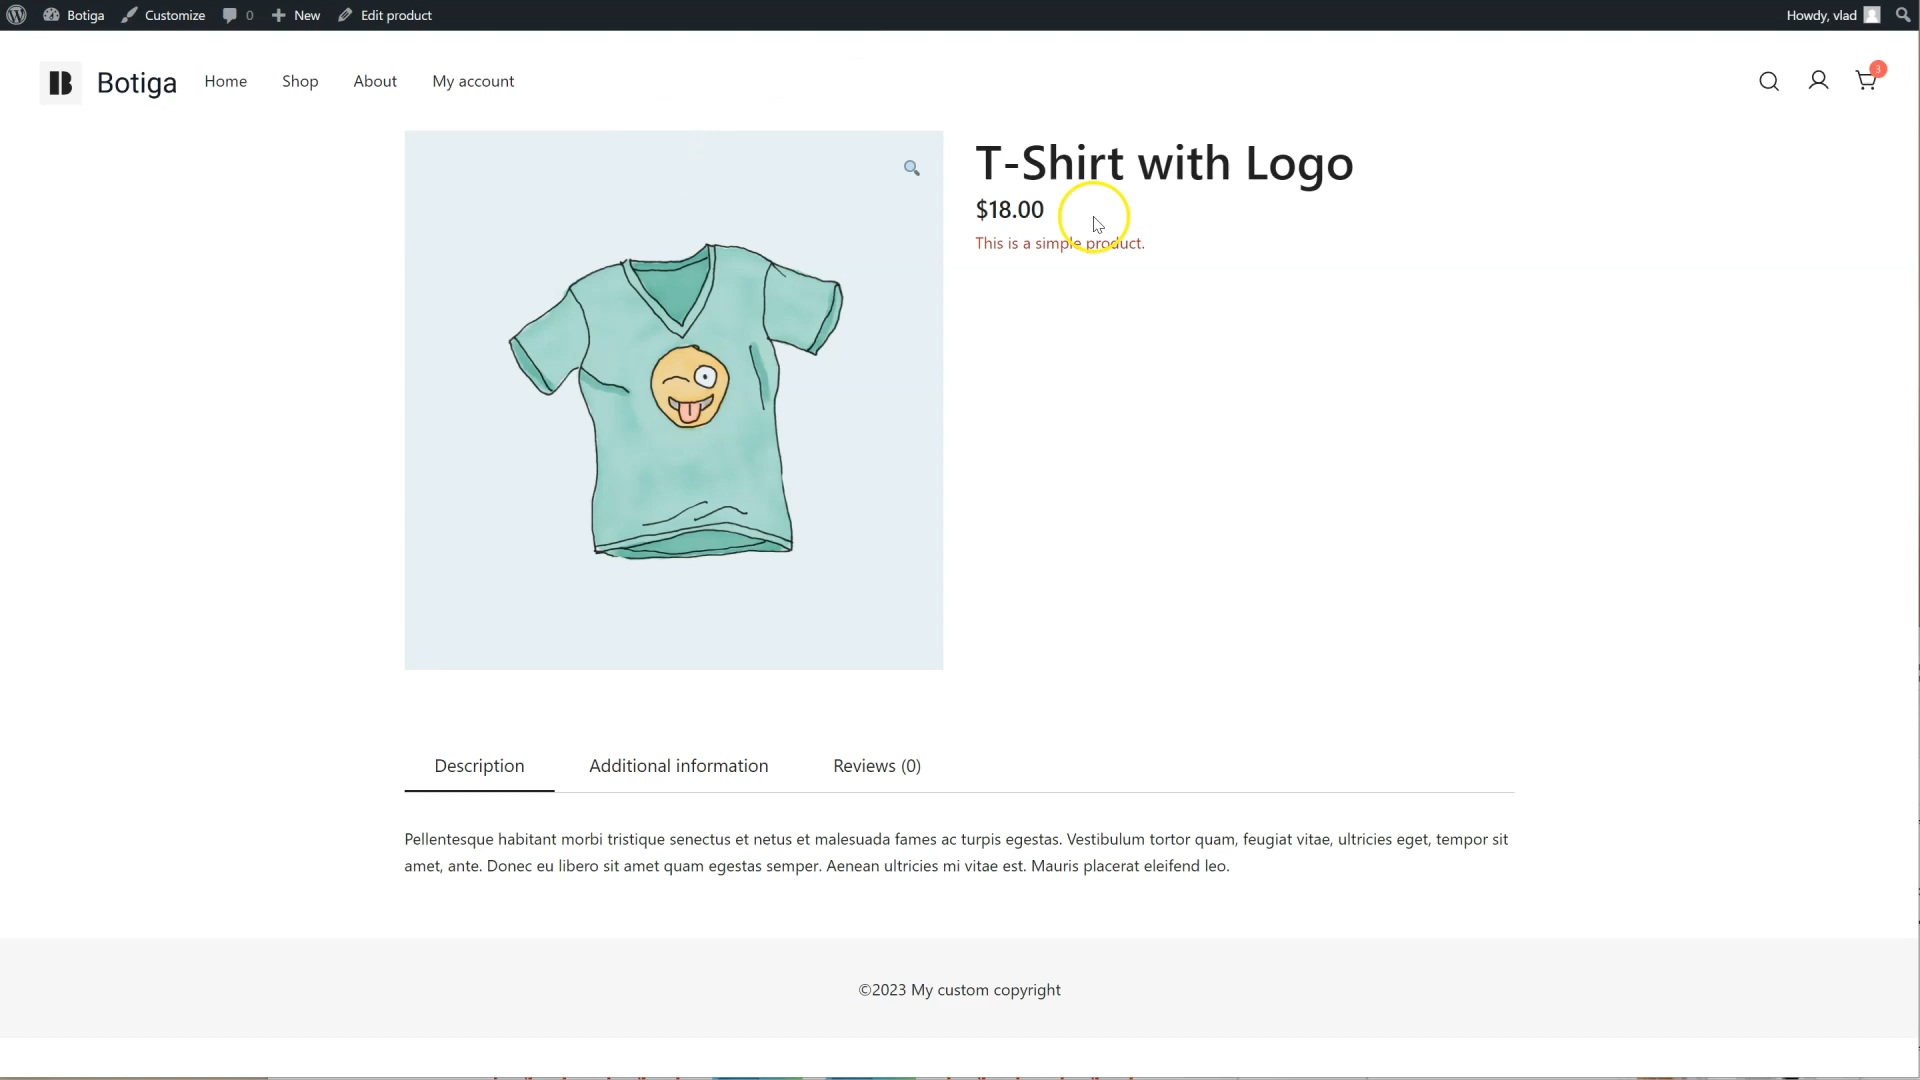 Botiga
Customize
0
New
Edit product
Howdy, vlad
B Botiga
Home
Shop
About
My account
3
T-Shirt with Logo
$18.00
This is a simple product.
Description
Additional information
Reviews (0)
Pellentesque habitant morbi tristique senectus et netus et malesuada fames ac turpis egestas. Vestibulum tortor quam, feugiat vitae, ultricies eget, tempor sit
amet, ante. Donec eu libero sit amet quam egestas semper. Aenean ultricies mi vitae est. Mauris placerat eleifend leo.
©2023 My custom copyright